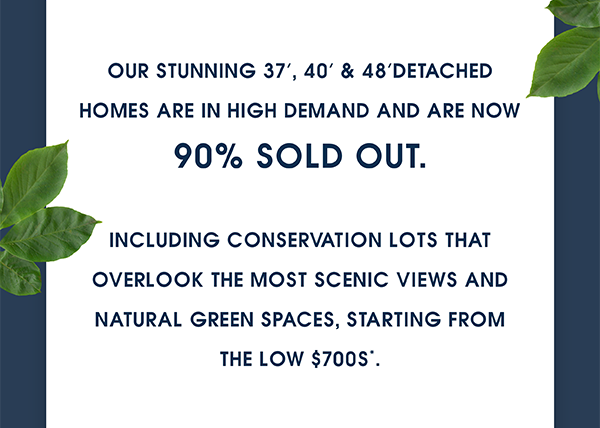 OUR STUNNING 37′, 40′ & 48′DETACHED
HOMES ARE IN HIGH DEMAND AND ARE NOW
90% SOLD OUT.
INCLUDING CONSERVATION LOTS THAT
OVERLOOK THE MOST SCENIC VIEWS AND
NATURAL GREEN SPACES, STARTING FROM
THE LOW $700S*.